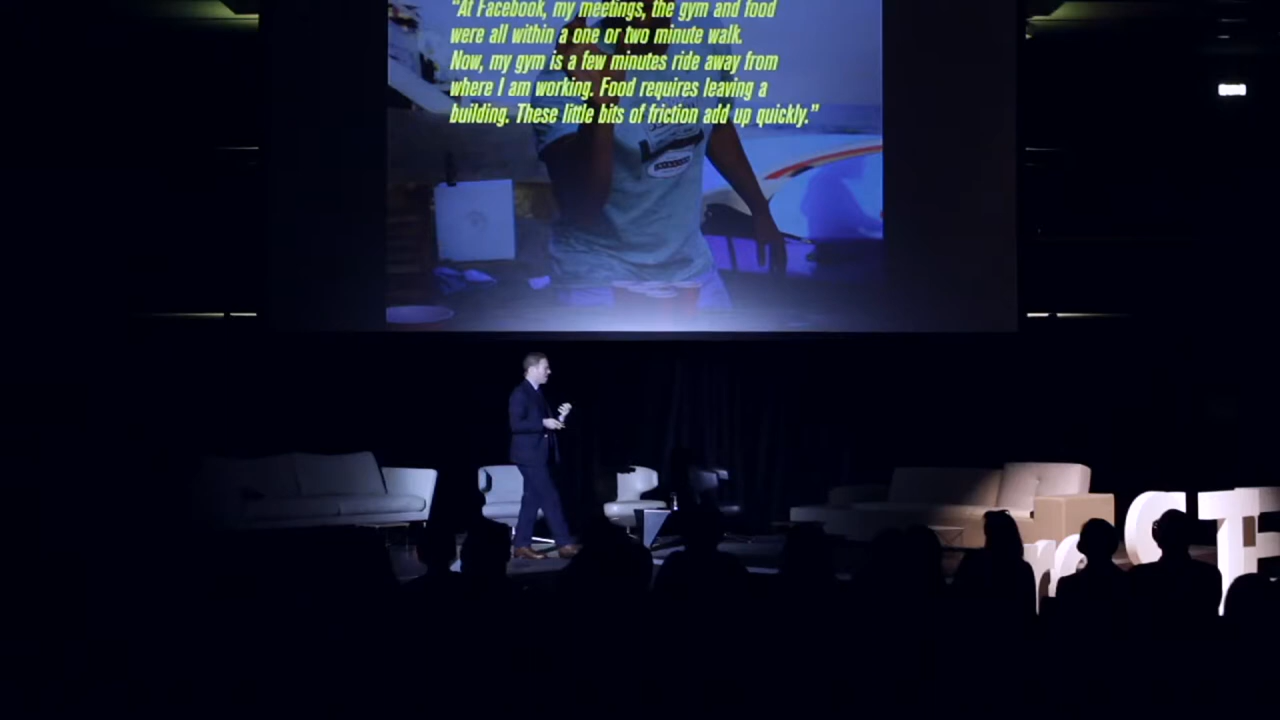 "At Facebook, my meetings, the gym and food
were all within a one or two minute walk.
Now, my gym is a few minutes ride away from
where I am working. Food requires leaving a
building. These little bits of friction add up quickly."
CT